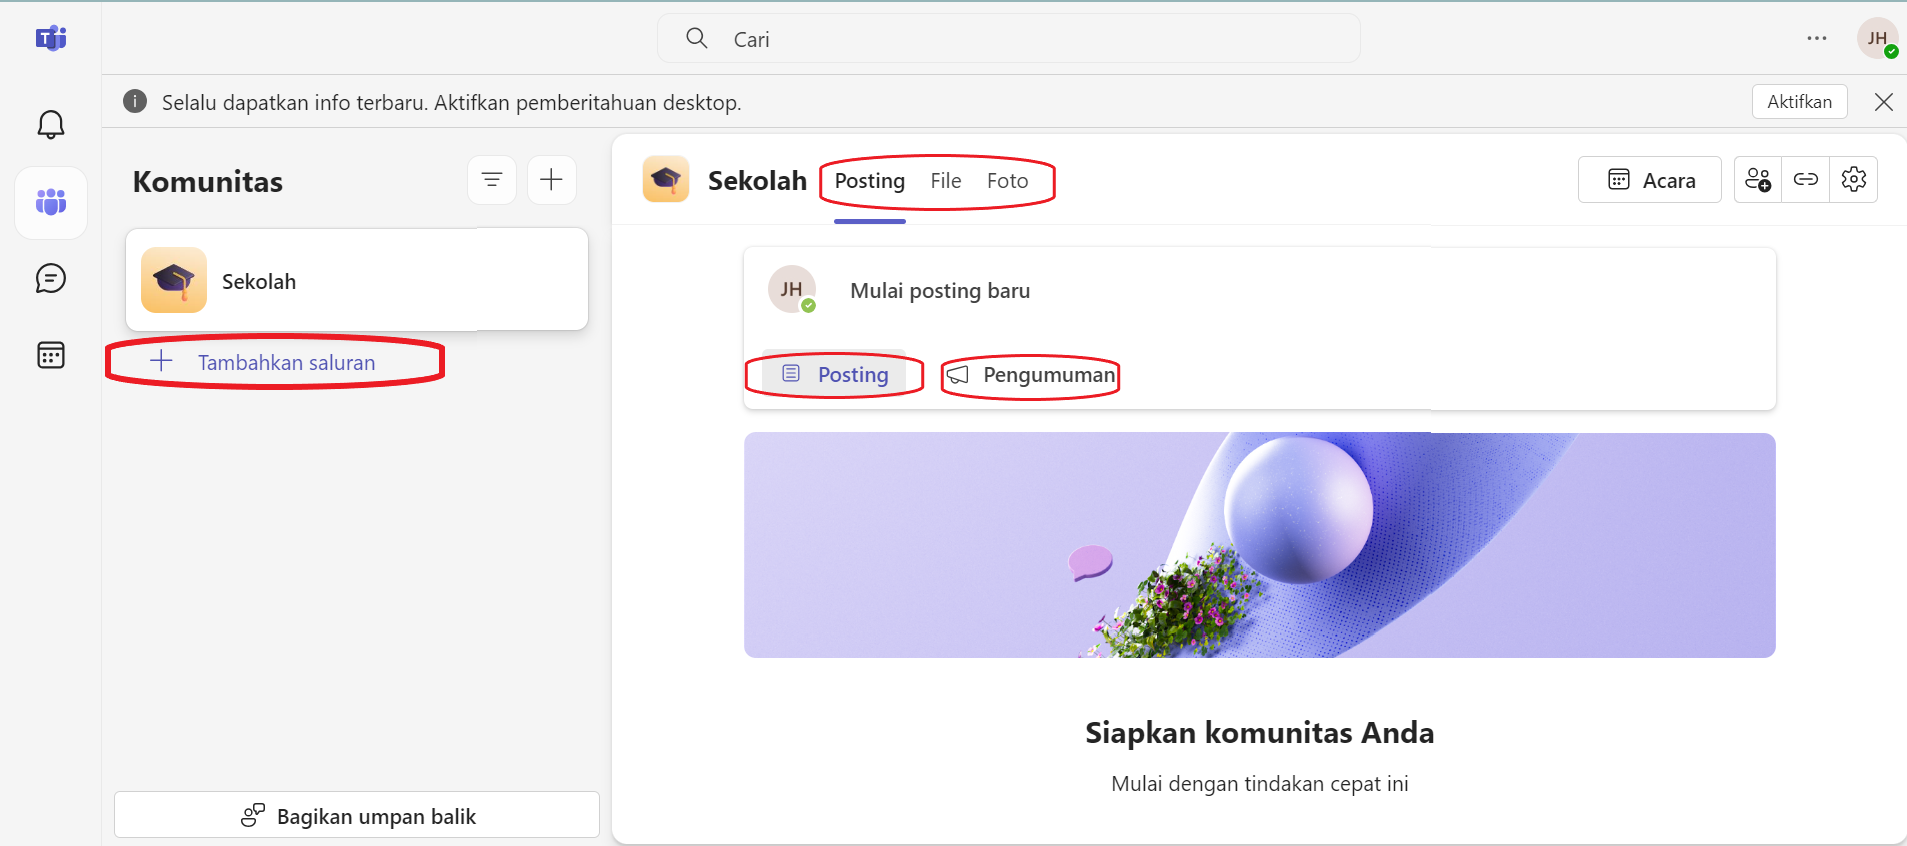 Cari
JH
Selalu dapatkan info terbaru. Aktifkan pemberitahuan desktop.
Aktifkan
Komunitas
Sekolah
Tambahkan saluran
Bagikan umpan balik
Sekolah
Posting File Foto
Acara
JH
Mulai posting baru
Posting
Pengumuman
Siapkan komunitas Anda
Mulai dengan tindakan cepat ini